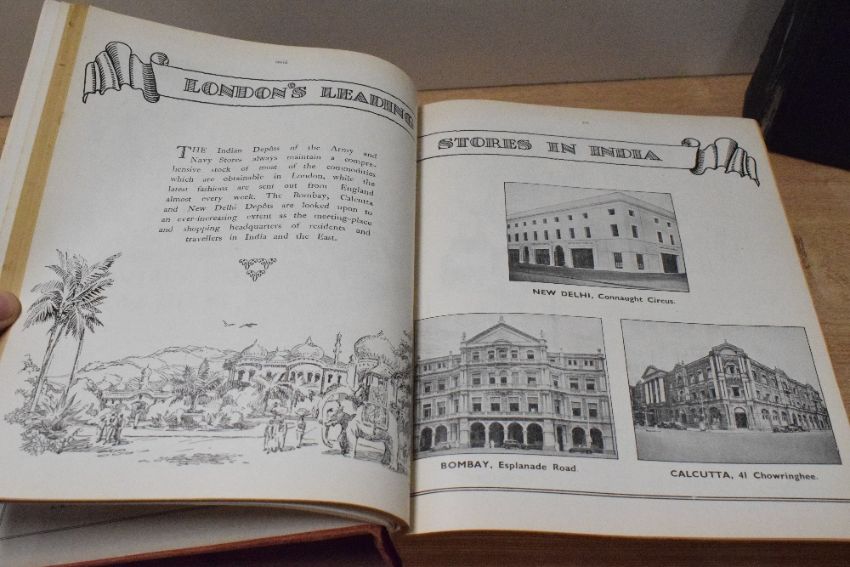 LONDON'S LEADING
THE Indian Depôts of the Army and
Navy Stores always maintain a compre-
hensive stock of most of the commodities
which are obtainable in London, while the
latest fashions are sent out from England
almost every week. The Bombay, Calcutta
and New Delhi Depôts are looked upon to
an ever-increasing extent as the meeting-place
and shopping headquarters of residents and
travellers in India and the East.
STORES IN INDIA
NEW DELHI, Connaught Circus.
BOMBAY, Esplanade Road.
CALCUTTA, 41 Chowringhee.